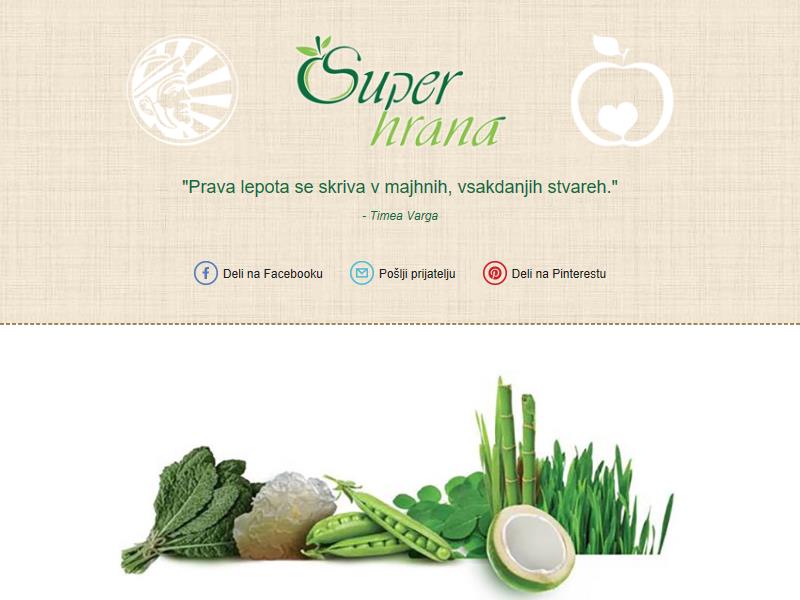 Super
hrana
"Prava lepota se skriva v majhnih, vsakdanjih stvareh."
- Timea Varga
Deli na Facebooku
Pošlji prijatelju
Deli na Pinterestu